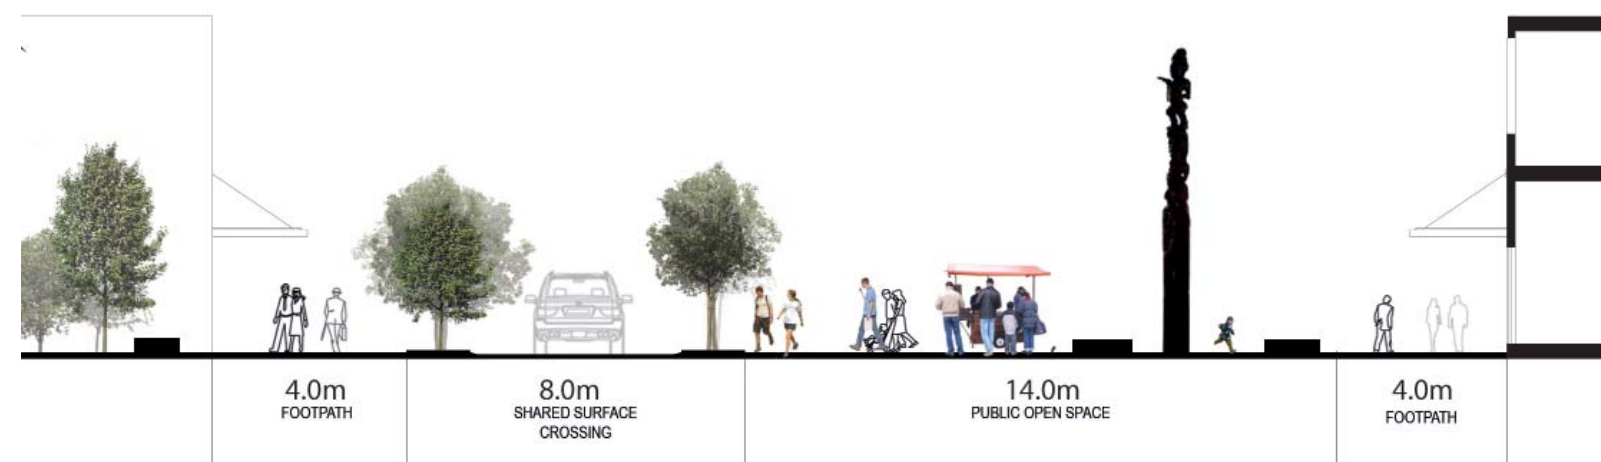 4.0m
FOOTPATH
8.0m
SHARED SURFACE
CROSSING
14.0m
PUBLIC OPEN SPACE
4.0m
FOOTPATH